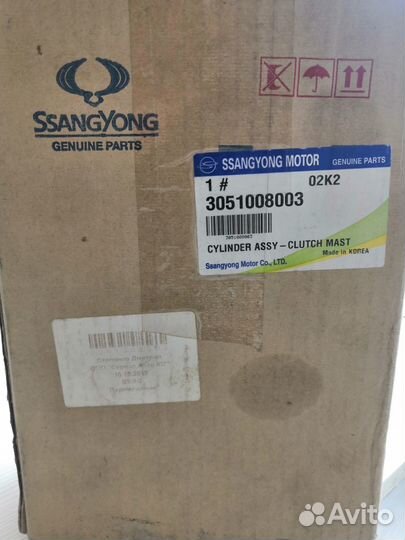 SSANGYONG
GENUINE PARTS
SSANGYONG MOTOR GENUINE PARTS
1 # 02K2
3051008003
CYLINDER ASSY-CLUTCH MAST
Made in KOREA
Ssangyong Motor Co., LTD.
Avito